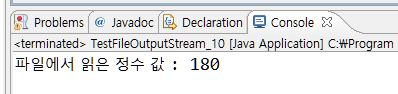 Problems @ Javadoc Declaration Console
<terminated> TestFileOutputStream_10 [Java Application] C:₩Program
파일에서 읽은 정수 값 : 180